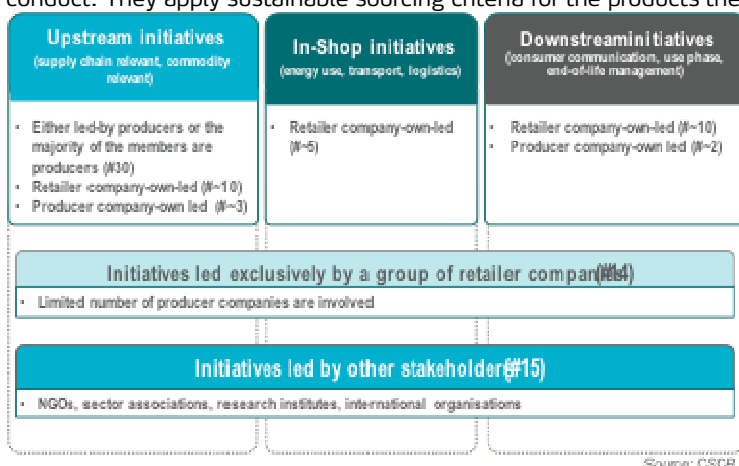 conduct. They apply sustainable sourcing criteria for the products the
Upstream initiatives
(supply chain relevant, commodity
relevant)
• Either led-by producers or the
majority of the members are
producers (#30)
• Retailer company-own-led (#~10)
• Producer company-own led (#~3)
In-Shop initiatives
(energy use, transport, logistics)
• Retailer company-own-led
(#~5)
Downstreaminitiatives
(consumer communication, use phase,
end-of-life management)
• Retailer company-own-led (#~10)
• Producer company-own led (#~2)
Initiatives led exclusively by a group of retailer companies(#14)
• Limited number of producer companies are involved
Initiatives led by other stakeholder(#15)
• NGOs, sector associations, research institutes, international organisations
Source: CSCP